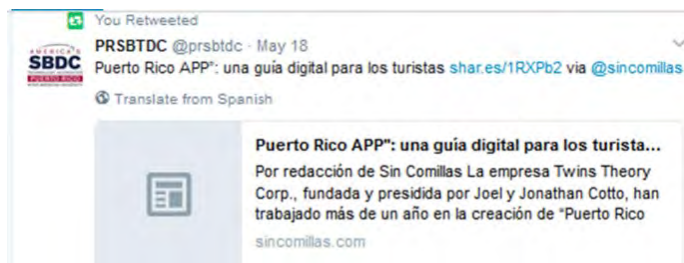 You Retweeted
PRSBTDC @prsbtdc · May 18
AMERICA'S
SBDC
PUERTO RICO
Puerto Rico APP": una guía digital para los turistas shar.es/1RXPb2 via @sincomillas
Translate from Spanish
Puerto Rico APP": una guía digital para los turista...
Por redacción de Sin Comillas La empresa Twins Theory
Corp., fundada y presidida por Joel y Jonathan Cotto, han
trabajado más de un año en la creación de "Puerto Rico
sincomillas.com